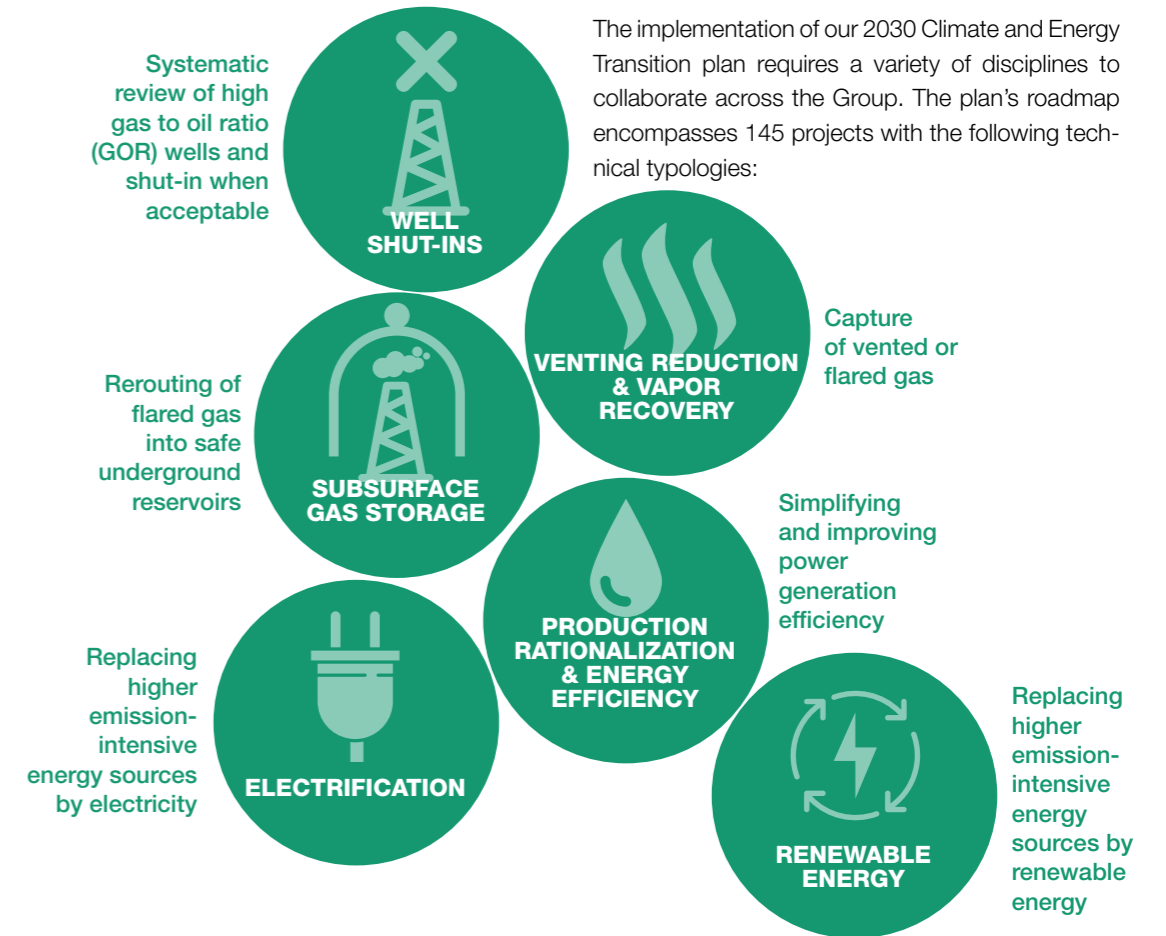 The implementation of our 2030 Climate and Energy
Transition plan requires a variety of disciplines to
collaborate across the Group. The plan's roadmap
encompasses 145 projects with the following tech-
nical typologies:
Systematic
review of high
gas to oil ratio
(GOR) wells and
shut-in when
acceptable
WELL
SHUT-INS
VENTING REDUCTION
& VAPOR
RECOVERY
Capture
of vented or
flared gas
Rerouting of
flared gas
into safe
underground
reservoirs
SUBSURFACE
GAS STORAGE
PRODUCTION
RATIONALIZATION
& ENERGY
EFFICIENCY
Simplifying
and improving
power
generation
efficiency
Replacing
higher
emission-
intensive
energy sources
by electricity
ELECTRIFICATION
RENEWABLE
ENERGY
Replacing
higher
emission-
intensive
energy
sources by
renewable
energy